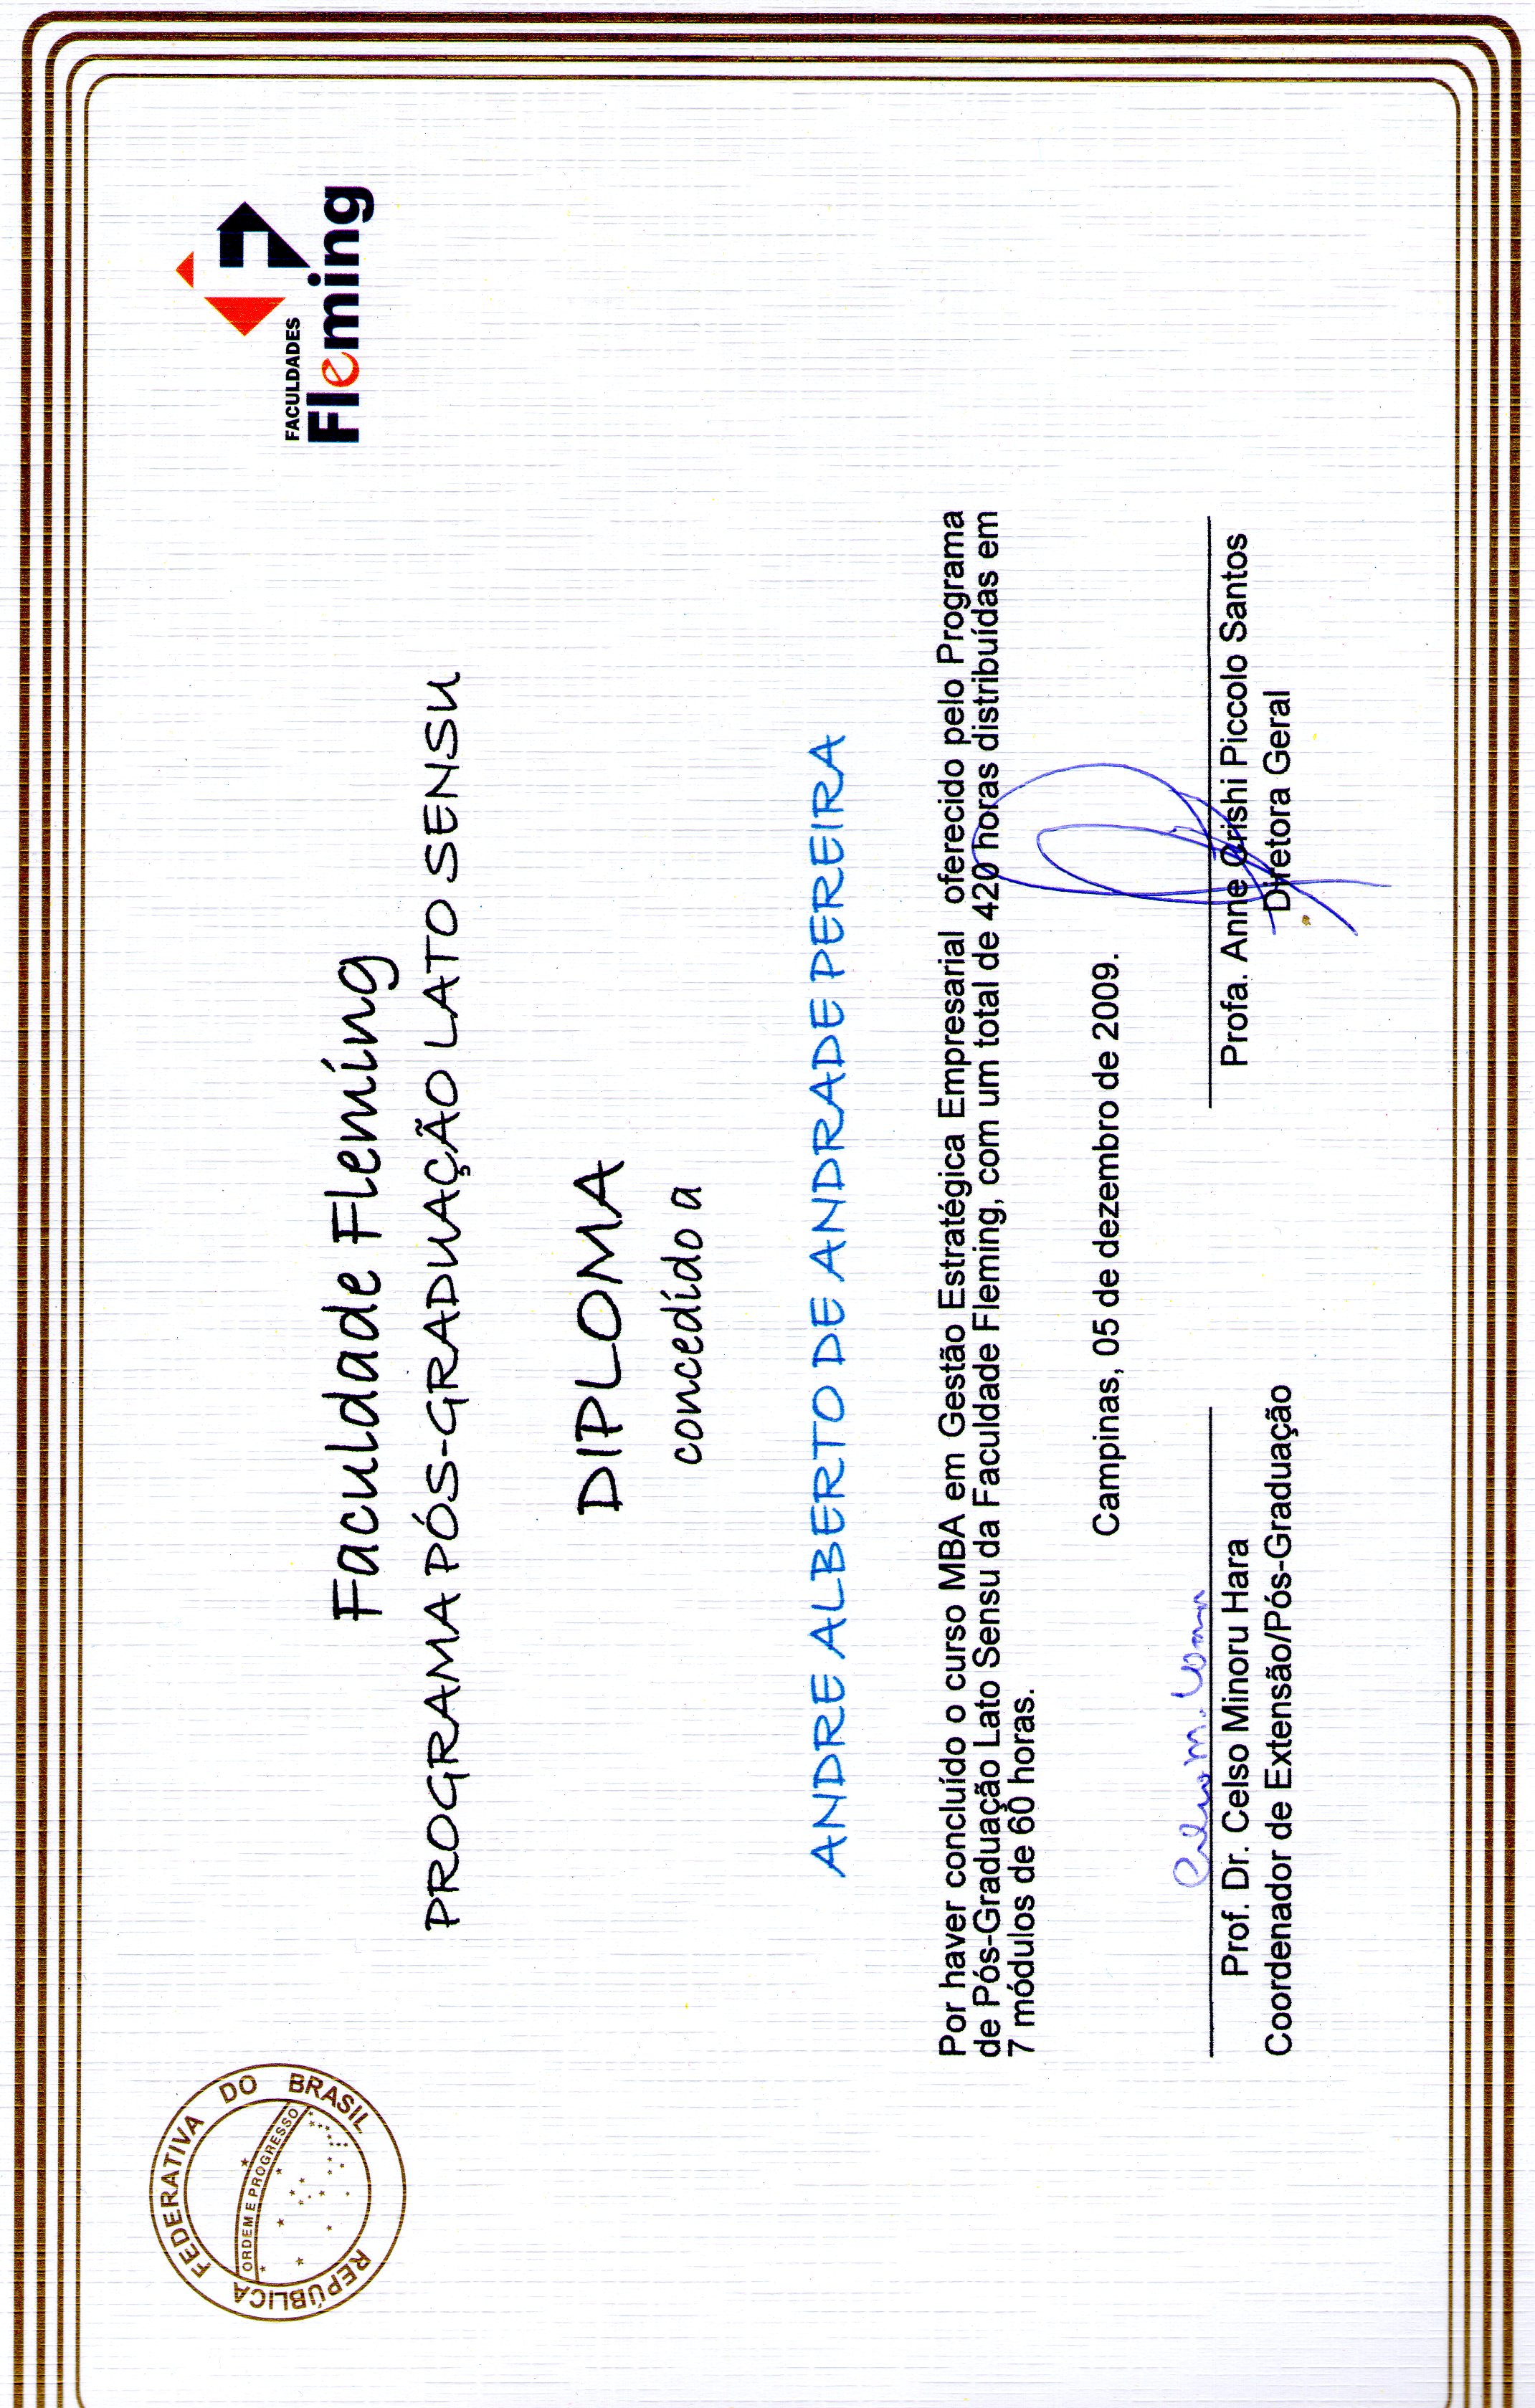 REPÚBLICA FEDERATIVA DO BRASIL
ORDEM E PROGRESSO
FACULDADES
Fleming
Faculdade Fleming
PROGRAMA PÓS-GRADUAÇÃO LATO SENSU
DIPLOMA
concedido a
ANDRE ALBERTO DE ANDRADE PEREIRA
Por haver concluído o curso MBA em Gestão Estratégica Empresarial oferecido pelo Programa
de Pós-Graduação Lato Sensu da Faculdade Fleming, com um total de 420 horas distribuídas em
7 módulos de 60 horas.
Campinas, 05 de dezembro de 2009.
Prof. Dr. Celso Minoru Hara
Coordenador de Extensão/Pós-Graduação
Profa. Anne Grishi Piccolo Santos
Diretora Geral